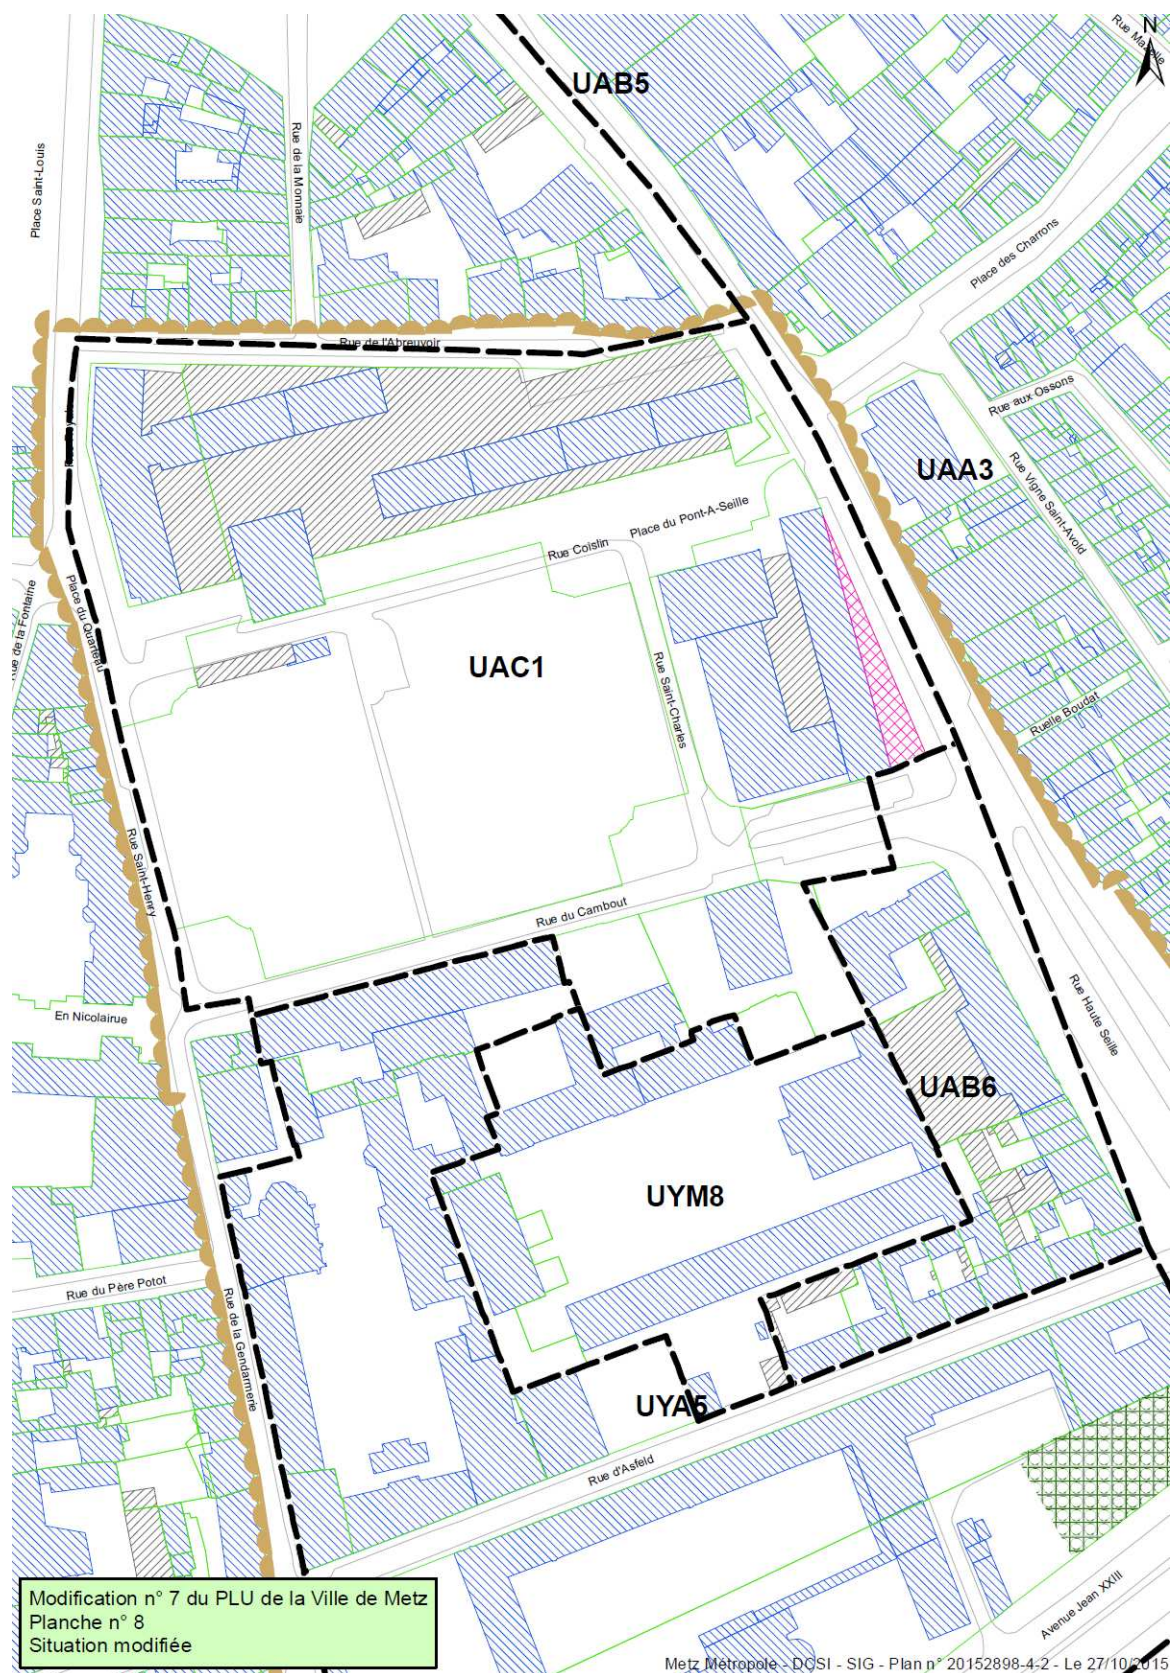 N
Rue Mazelle
UAB5
Place Saint-Louis
Rue de la Monnaie
Place des Charrons
Rue de l'Abreuvoir
Rue aux Ossons
UAA3
Rue Vigne Saint-Avold
Place du Pont-A-Seille
Rue Coislin
Place du Quarteau
Rue de la Fontaine
UAC1
Rue Saint-Charles
Ruelle Boudat
Rue Saint-Henry
Rue du Cambout
En Nicolairue
Rue Haute Seille
UAB6
UYM8
Rue du Père Potot
Rue de la Gendarmerie
UYA5
Rue d'Asfeld
Avenue Jean XXIII
Modification n° 7 du PLU de la Ville de Metz
Planche n° 8
Situation modifiée
Metz Métropole - DCSI - SIG - Plan n° 20152898-4-2 - Le 27/10/2015